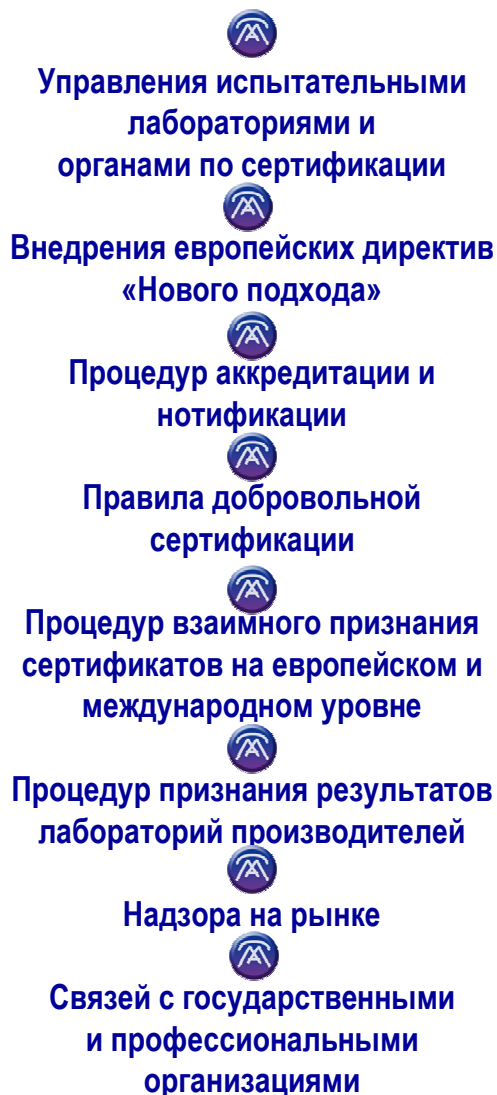 Управления испытательными
лабораториями и
органами по сертификации
Внедрения европейских директив
«Нового подхода»
Процедур аккредитации и
нотификации
Правила добровольной
сертификации
Процедур взаимного признания
сертификатов на европейском и
международном уровне
Процедур признания результатов
лабораторий производителей
Надзора на рынке
Связей с государственными
и профессиональными
организациями